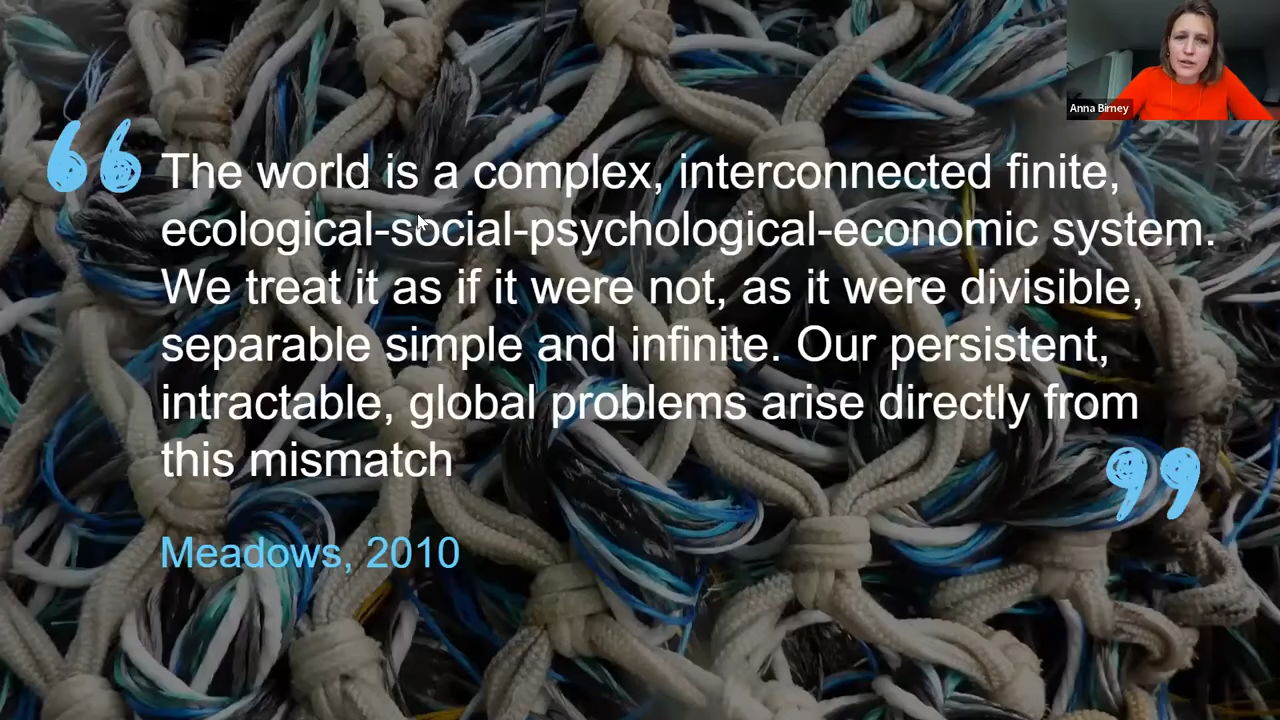 Anna Birney
“The world is a complex, interconnected finite,
ecological-social-psychological-economic system.
We treat it as if it were not, as it were divisible,
separable simple and infinite. Our persistent,
intractable, global problems arise directly from
this mismatch”
Meadows, 2010